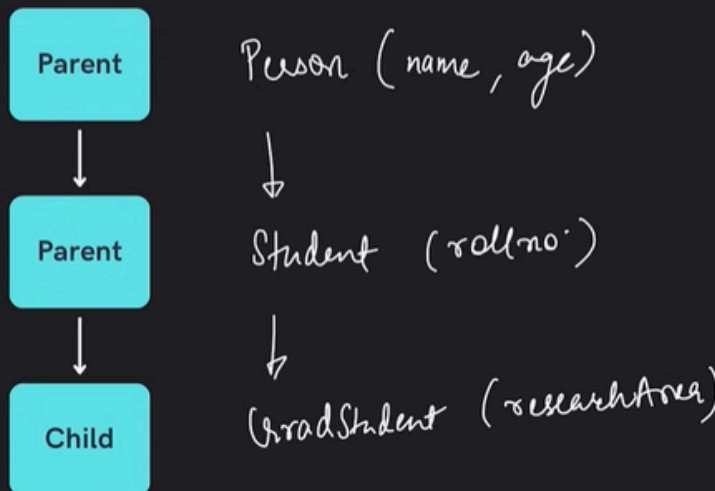 Parent Person (name, age)
Parent Student (rollno.)
Child GradStudent (researchArea)